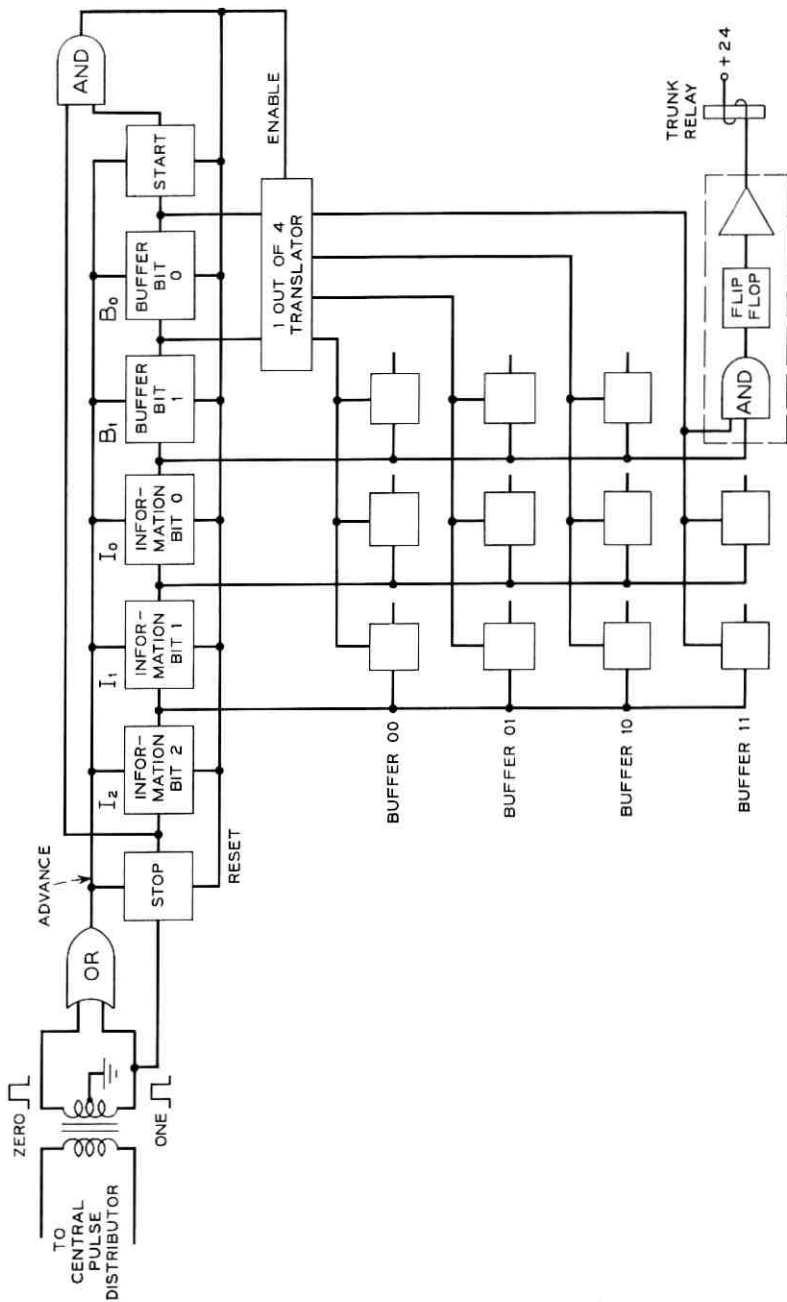 TO
CENTRAL
PULSE
DISTRIBUTOR
ZERO
ONE
OR
ADVANCE
STOP
RESET
I2
INFOR-
MATION
BIT 2
I1
INFOR-
MATION
BIT 1
I0
INFOR-
MATION
BIT 0
B1
BUFFER
BIT
1
B0
BUFFER
BIT
0
START
AND
ENABLE
1 OUT OF 4
TRANSLATOR
BUFFER 00
BUFFER 01
BUFFER 10
BUFFER 11
AND
FLIP
FLOP
TRUNK
RELAY
+24